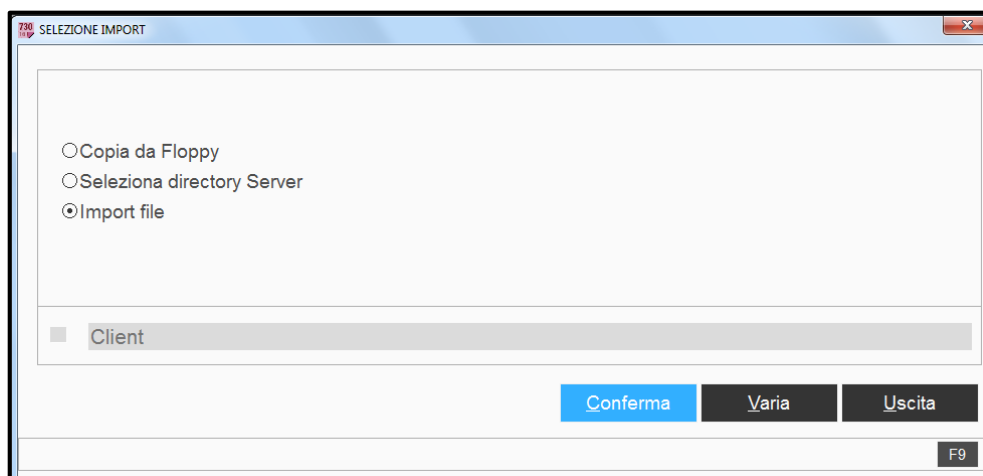 730
SELEZIONE IMPORT
Copia da Floppy
Seleziona directory Server
Import file
Client
Conferma Varia Uscita
F9